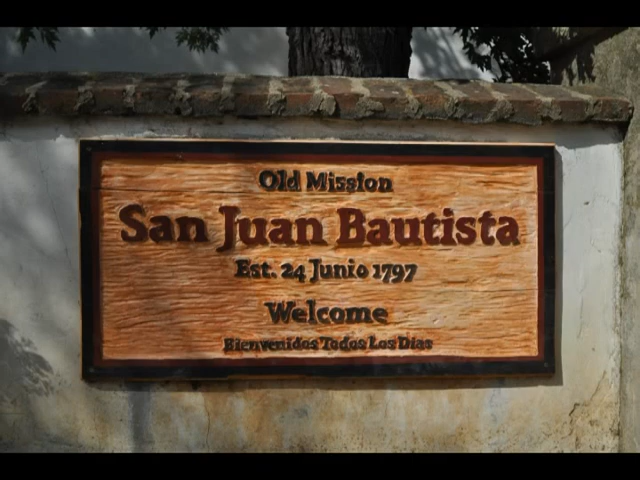 Old Mission
San Juan Bautista
Est. 24 Junio 1797
Welcome
Bienvenidos Todos Los Dias